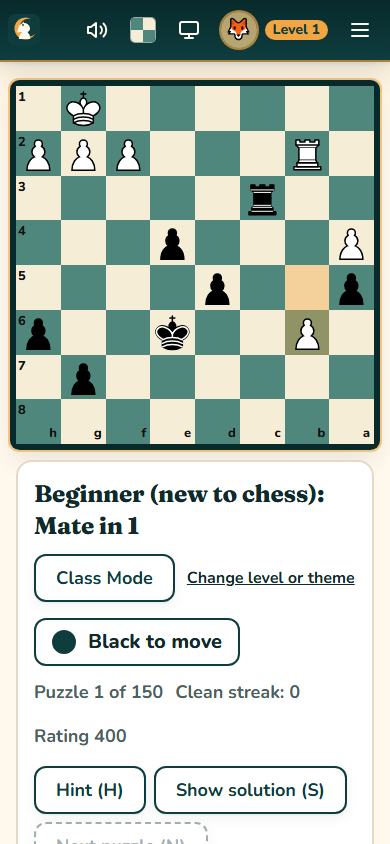 Level 1
1
2
3
4
5
6
7
8
h g f e d c b a
Beginner (new to chess):
Mate in 1
Class Mode Change level or theme
Black to move
Puzzle 1 of 150 Clean streak: 0
Rating 400
Hint (H) Show solution (S)
Next puzzle (N)